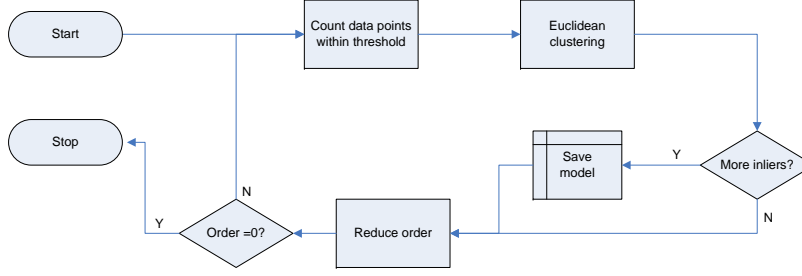 Start
Count data points
within threshold
Euclidean
clustering
Stop
Save
model
Y
More inliers?
N
N
Y
Order =0?
Reduce order